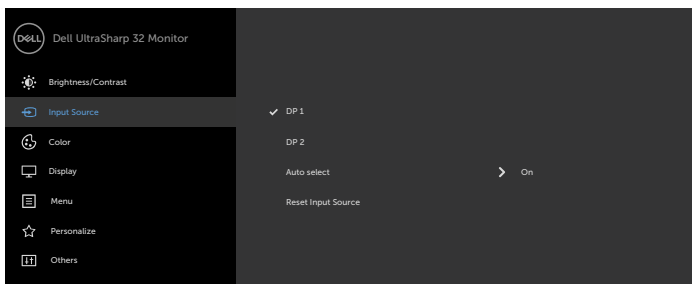 DELL Dell UltraSharp 32 Monitor
Brightness/Contrast
Input Source
DP 1
Color
DP 2
Display
Auto select On
Menu
Reset Input Source
Personalize
Others